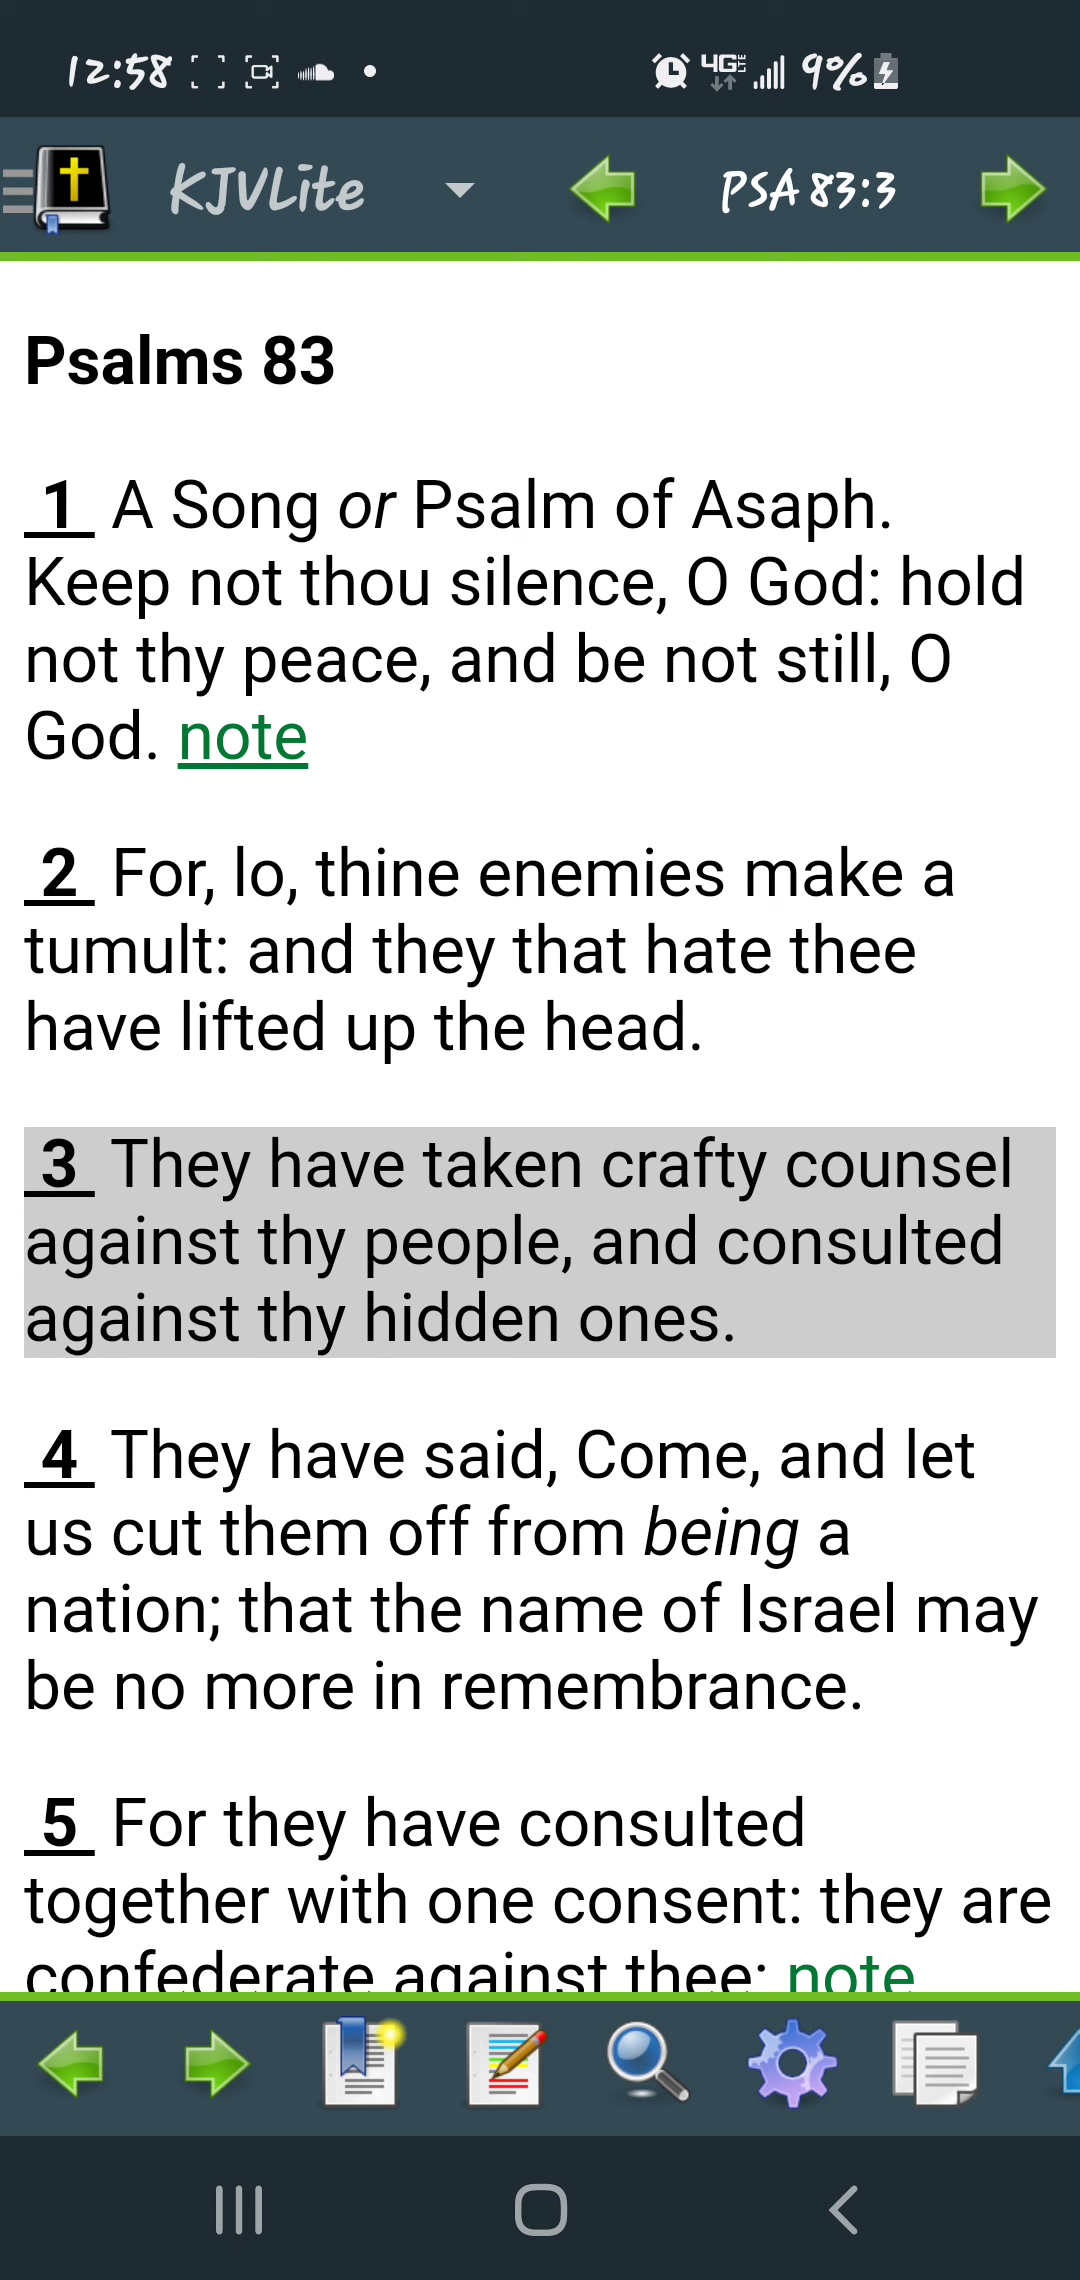 12:58 4G LTE 9%
KJVLite PSA 83:3
Psalms 83
1 A Song or Psalm of Asaph.
Keep not thou silence, O God: hold
not thy peace, and be not still, O
God. note
2 For, lo, thine enemies make a
tumult: and they that hate thee
have lifted up the head.
3 They have taken crafty counsel
against thy people, and consulted
against thy hidden ones.
4 They have said, Come, and let
us cut them off from being a
nation; that the name of Israel may
be no more in remembrance.
5 For they have consulted
together with one consent: they are
confederate against thee: note